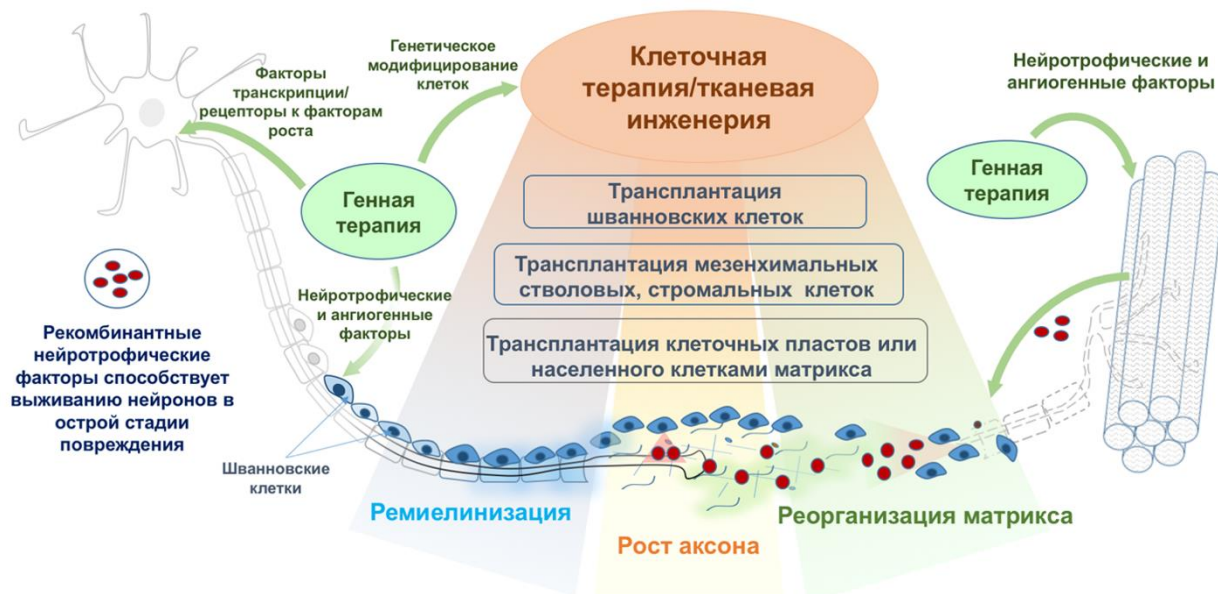 Факторы
транскрипции/
рецепторы к факторам
роста
Генетическое
модифицирование
клеток
Клеточная
терапия/тканевая
инженерия
Нейротрофические и
ангиогенные факторы
Генная
терапия
Генная
терапия
Трансплантация
шванновских клеток
Трансплантация мезенхимальных
стволовых, стромальных клеток
Трансплантация клеточных пластов или
населенного клетками матрикса
Нейротрофические
и ангиогенные
факторы
Рекомбинантные
нейротрофические
факторы способствует
выживанию нейронов в
острой стадии
повреждения
Шванновские
клетки
Ремиелинизация
Рост аксона
Реорганизация матрикса